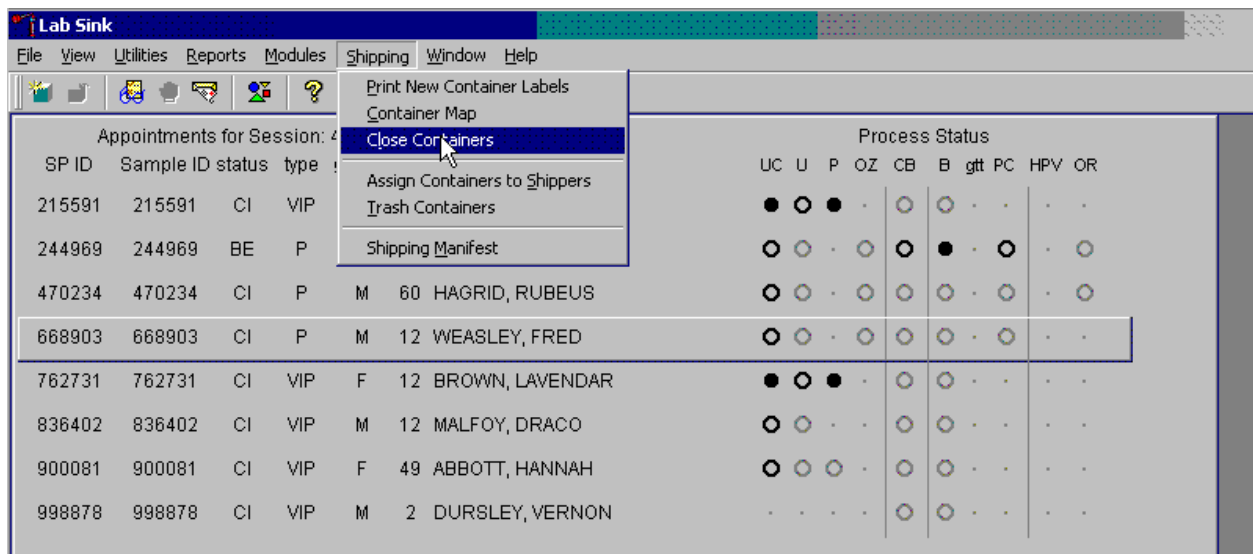 Lab Sink
File View Utilities Reports Modules Shipping Window Help
Print New Container Labels
Container Map
Close Containers
Assign Containers to Shippers
Trash Containers
Shipping Manifest
Appointments for Session: Process Status
SP ID Sample ID status type UC U P OZ CB B gtt PC HPV OR
215591 215591 CI VIP
244969 244969 BE P
470234 470234 CI P M 60 HAGRID, RUBEUS
668903 668903 CI P M 12 WEASLEY, FRED
762731 762731 CI VIP F 12 BROWN, LAVENDAR
836402 836402 CI VIP M 12 MALFOY, DRACO
900081 900081 CI VIP F 49 ABBOTT, HANNAH
998878 998878 CI VIP M 2 DURSLEY, VERNON